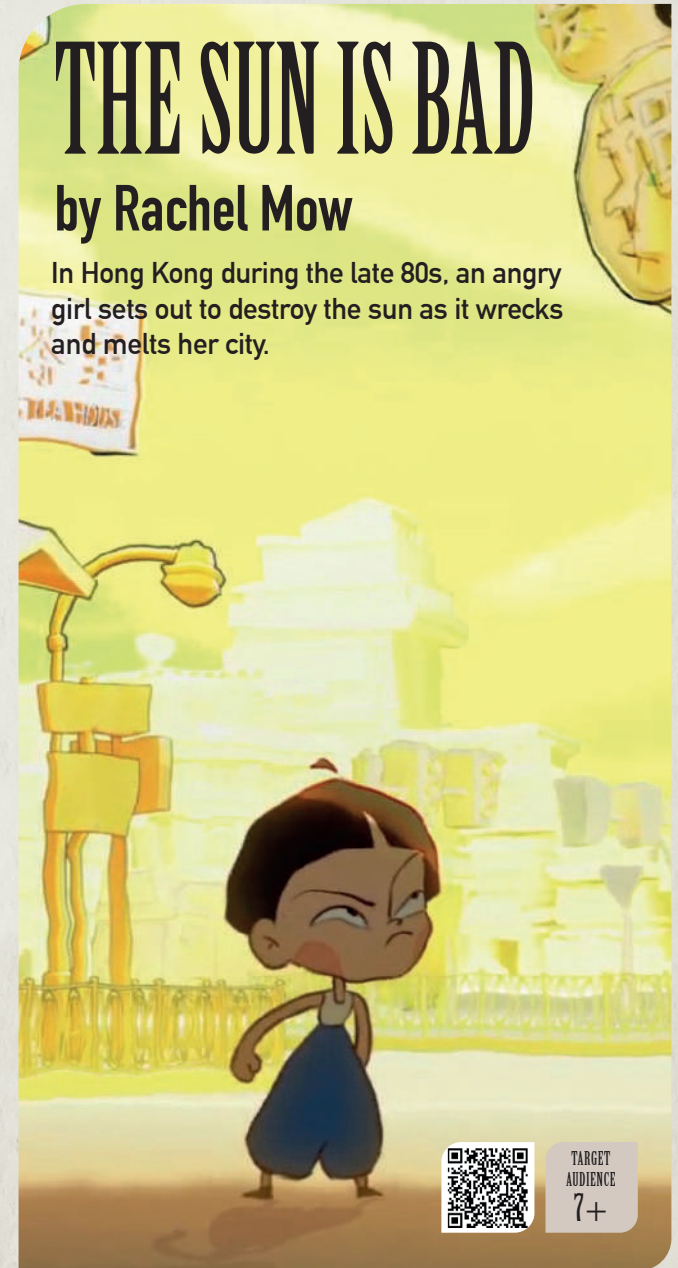 THE SUN IS BAD
by Rachel Mow
In Hong Kong during the late 80s, an angry
girl sets out to destroy the sun as it wrecks
and melts her city.
TARGET
AUDIENCE
7+